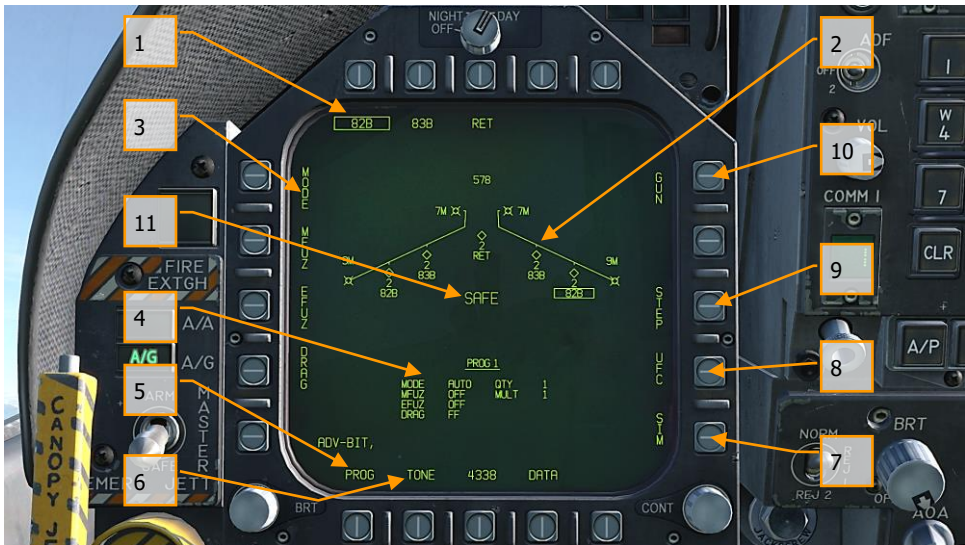 NIGHT
DAY
OFF
1
2
3
4
5
6
7
8
9
10
11
82B 83B RET
MODE
MFUZ
EFUZ
DRAG
GUN
STEP
UFC
SIM
578
7M 7M
2
RET
9M 9M
2 2
83B 83B
2 2
82B 82B
SAFE
PROG 1
MODE AUTO QTY 1
MFUZ OFF MULT 1
EFUZ OFF
DRAG FF
ADV-BIT,
PROG TONE 4338 DATA
BRT
CONT
FIRE
EXTGH
A/A
A/G A/G
ARM
MASTER
SAFE
EMER JETT
CANOPY JE
ADF
OFF
2
VOL
COMM 1
1
W
4
7
CLR
A/P
NORM
REJ 2
BRT
AOA